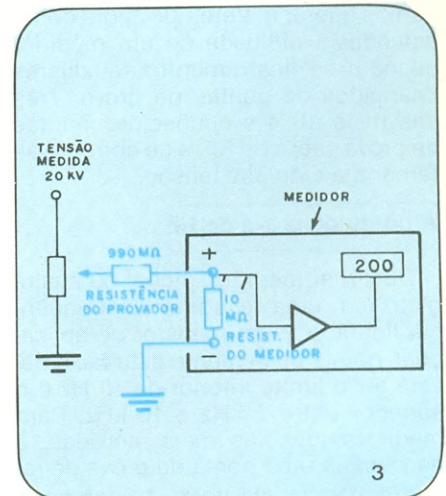 TENSÃO
MEDIDA
20 KV
MEDIDOR
990MΩ
RESISTÊNCIA
DO PROVADOR
+
200
10
MΩ
RESIST.
DO MEDIDOR
−
3